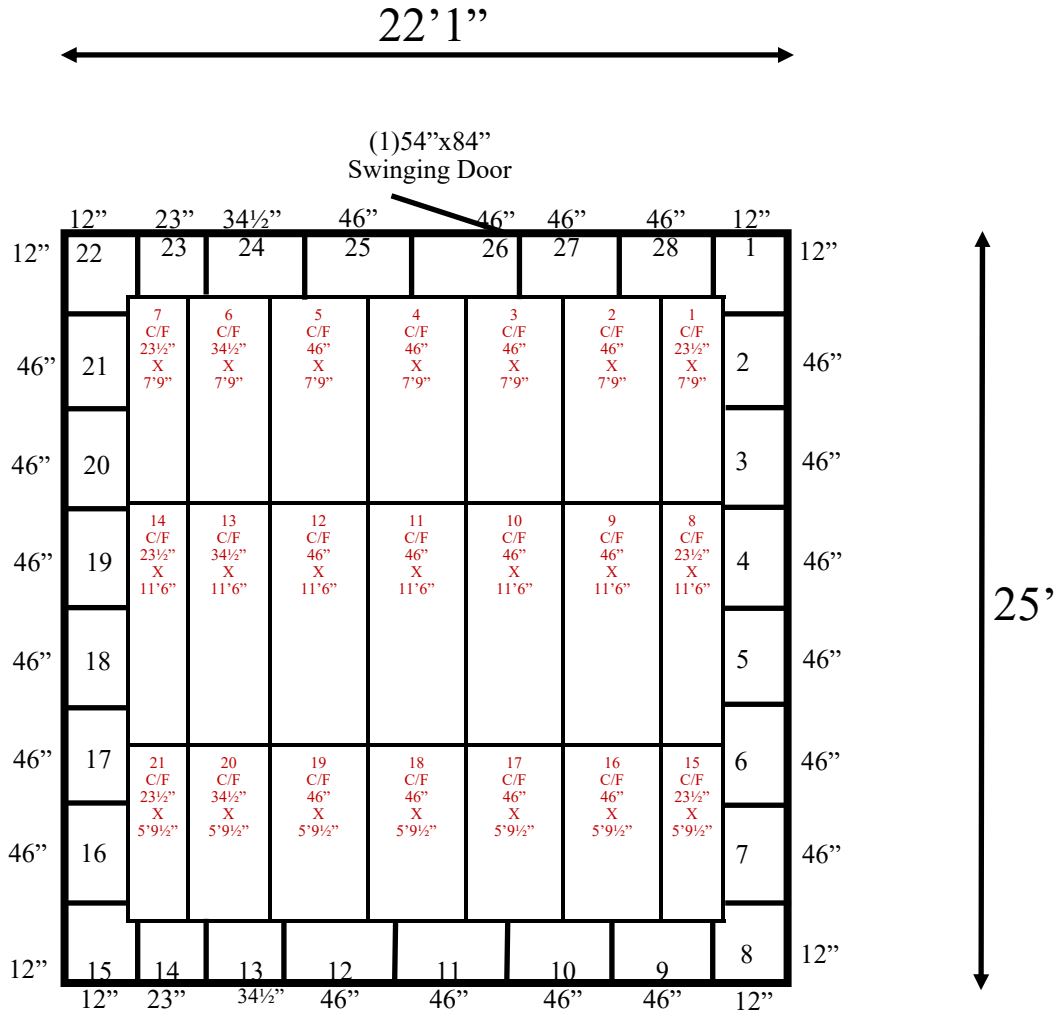 22’1”
(1)54”x84”
Swinging Door
12” 23” 34½” 46” 46” 46” 46” 12”
12” 22 23 24 25 26 27 28 1 12”
7 6 5 4 3 2 1
C/F C/F C/F C/F C/F C/F C/F
23½” 34½” 46” 46” 46” 46” 23½”
X X X X X X X
7’9” 7’9” 7’9” 7’9” 7’9” 7’9” 7’9”
46” 21 2 46”
46” 20 3 46”
14 13 12 11 10 9 8
C/F C/F C/F C/F C/F C/F C/F
23½” 34½” 46” 46” 46” 46” 23½”
X X X X X X X
11’6” 11’6” 11’6” 11’6” 11’6” 11’6” 11’6”
46” 19 4 46”
25'
46” 18 5 46”
46” 17 6 46”
21 20 19 18 17 16 15
C/F C/F C/F C/F C/F C/F C/F
23½” 34½” 46” 46” 46” 46” 23½”
X X X X X X X
5’9½” 5’9½” 5’9½” 5’9½” 5’9½” 5’9½” 5’9½”
46” 16 7 46”
12” 15 14 13 12 11 10 9 8 12”
12” 23” 34½” 46” 46” 46” 46” 12”